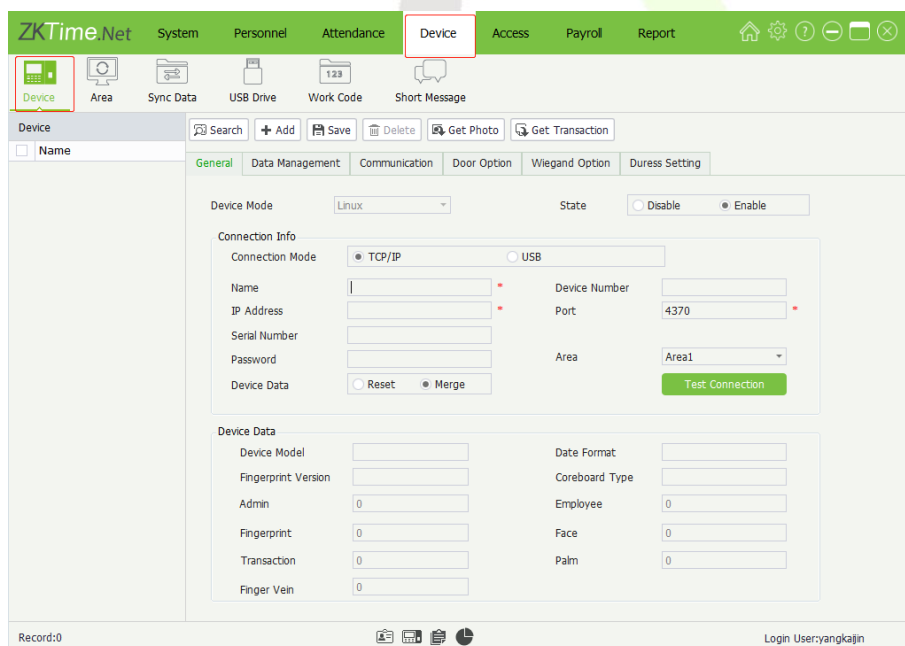 ZKTime.Net System Personnel Attendance Device Access Payroll Report
123
Device Area Sync Data USB Drive Work Code Short Message
Device Search Add Save Delete Get Photo Get Transaction
Name
General Data Management Communication Door Option Wiegand Option Duress Setting
Device Mode Linux State Disable Enable
Connection Info
Connection Mode TCP/IP USB
Name * Device Number
IP Address * Port 4370 *
Serial Number
Password Area Area1
Device Data Reset Merge Test Connection
Device Data
Device Model Date Format
Fingerprint Version Coreboard Type
Admin 0 Employee 0
Fingerprint 0 Face 0
Transaction 0 Palm 0
Finger Vein 0
Record:0 Login User:yangkaijin